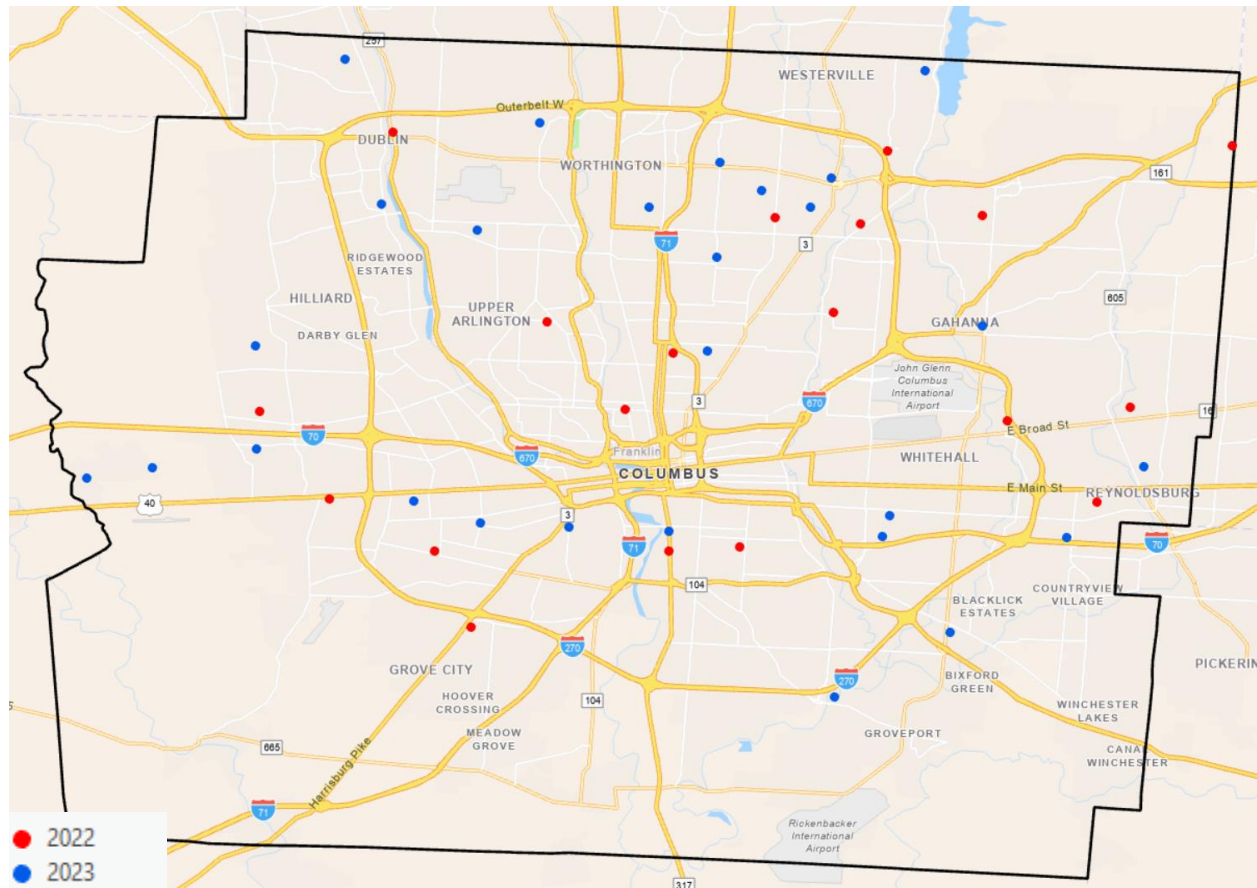 257
WESTERVILLE
Outerbelt W
DUBLIN
WORTHINGTON
161
71
3
RIDGEWOOD
ESTATES
HILLIARD
UPPER
ARLINGTON
605
GAHANNA
DARBY GLEN
John Glenn
Columbus
International
Airport
3
670
16
E Broad St
70
Franklin
670
WHITEHALL
COLUMBUS
E Main St
REYNOLDSBURG
40
3
71
70
104
COUNTRYVIEW
VILLAGE
BLACKLICK
ESTATES
270
GROVE CITY
PICKERIN
BIXFORD
GREEN
270
HOOVER
CROSSING
104
WINCHESTER
LAKES
MEADOW
GROVE
GROVEPORT
665
CANAL
WINCHESTER
Harrisburg Pike
71
Rickenbacker
International
Airport
317
2022
2023